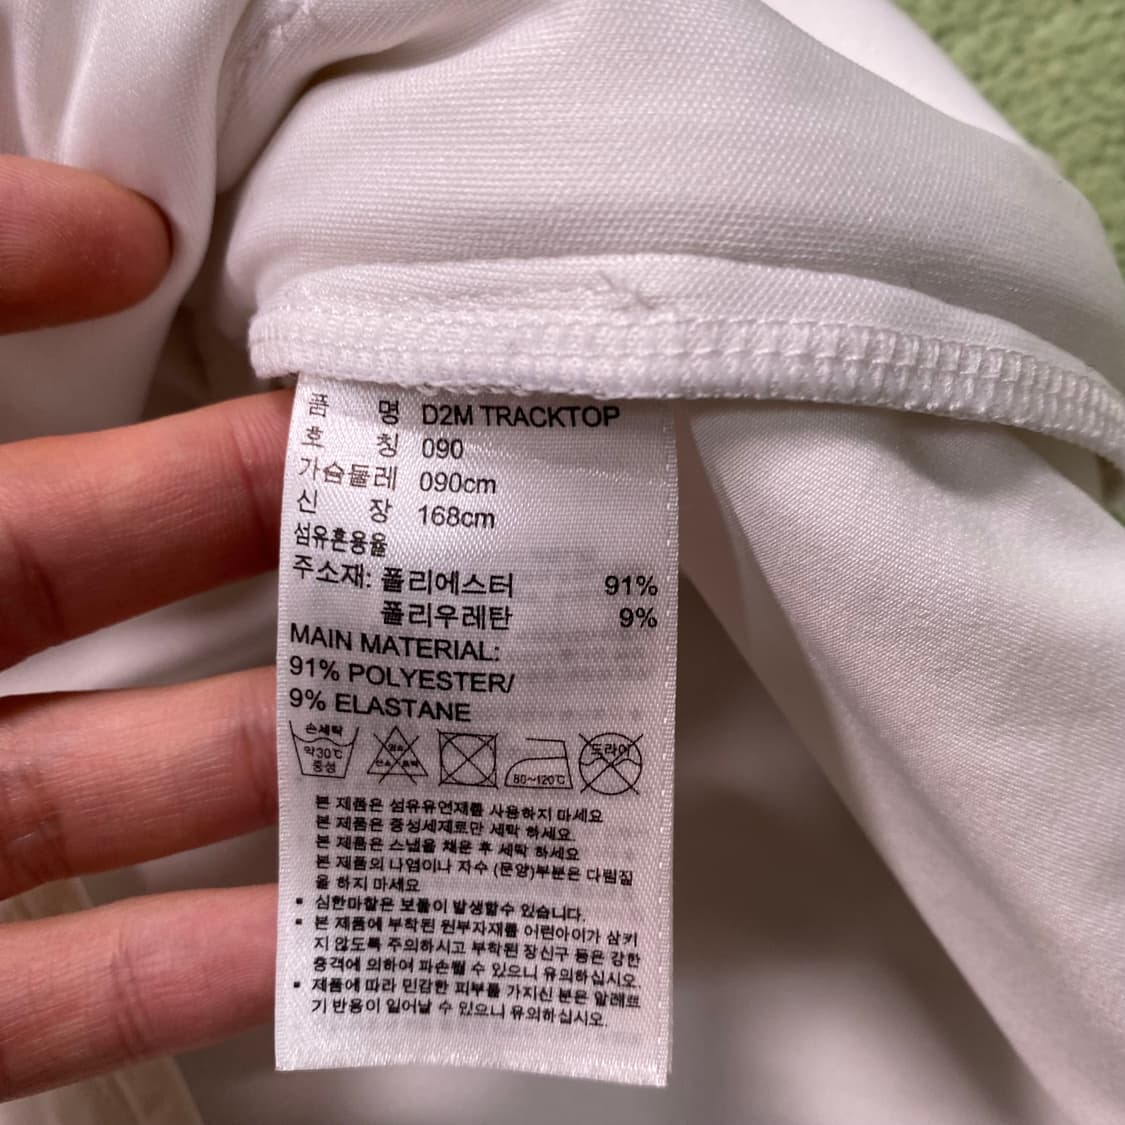 품 명 D2M TRACKTOP
호 칭 090
가슴둘레 090cm
신 장 168cm
섬유혼용율
주소재: 폴리에스터 91%
폴리우레탄 9%
MAIN MATERIAL:
91% POLYESTER/
9% ELASTANE
손세탁
약30℃
중성
염소
산소 표백
80~120℃
드라이
본 제품은 섬유유연재를 사용하지 마세요
본 제품은 중성세제로만 세탁 하세요
본 제품은 스냅을 채운 후 세탁 하세요
본 제품의 나염이나 자수 (문양)부분은 다림질
을 하지 마세요
▪ 심한마찰은 보풀이 발생할수 있습니다.
▪ 본 제품에 부착된 원부자재를 어린아이가 삼키
지 않도록 주의하시고 부착된 장신구 등은 강한
충격에 의하여 파손될 수 있으니 유의하십시오.
▪ 제품에 따라 민감한 피부를 가지신 분은 알레르
기 반응이 일어날 수 있으니 유의하십시오.